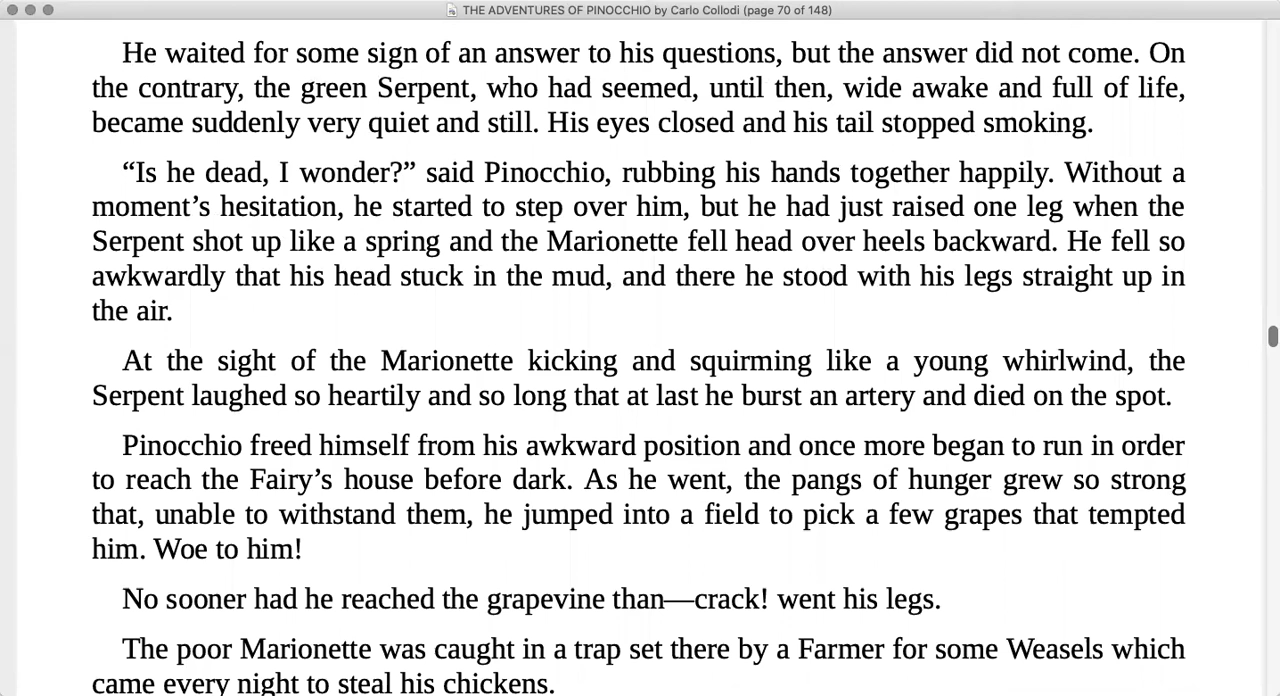 THE ADVENTURES OF PINOCCHIO by Carlo Collodi (page 70 of 148)
He waited for some sign of an answer to his questions, but the answer did not come. On
the contrary, the green Serpent, who had seemed, until then, wide awake and full of life,
became suddenly very quiet and still. His eyes closed and his tail stopped smoking.
“Is he dead, I wonder?” said Pinocchio, rubbing his hands together happily. Without a
moment’s hesitation, he started to step over him, but he had just raised one leg when the
Serpent shot up like a spring and the Marionette fell head over heels backward. He fell so
awkwardly that his head stuck in the mud, and there he stood with his legs straight up in
the air.
At the sight of the Marionette kicking and squirming like a young whirlwind, the
Serpent laughed so heartily and so long that at last he burst an artery and died on the spot.
Pinocchio freed himself from his awkward position and once more began to run in order
to reach the Fairy’s house before dark. As he went, the pangs of hunger grew so strong
that, unable to withstand them, he jumped into a field to pick a few grapes that tempted
him. Woe to him!
No sooner had he reached the grapevine than—crack! went his legs.
The poor Marionette was caught in a trap set there by a Farmer for some Weasels which
came every night to steal his chickens.